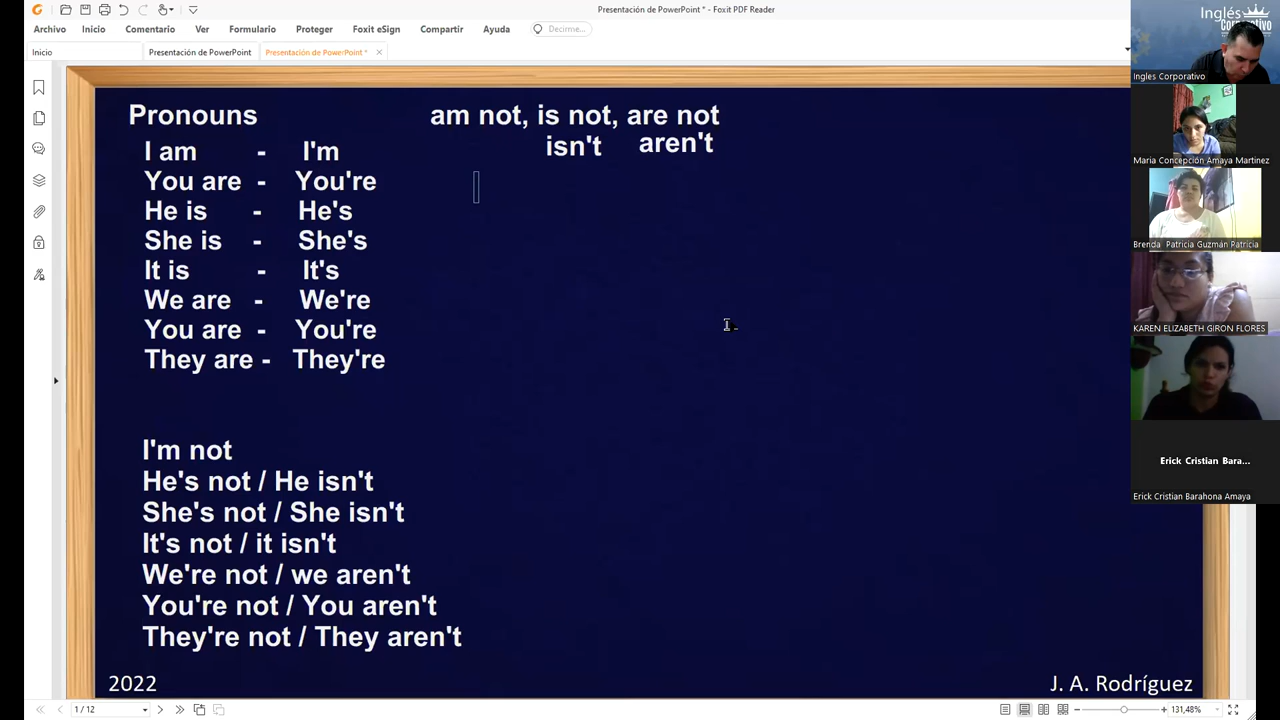 Presentación de PowerPoint * - Foxit PDF Reader
Archivo Inicio Comentario Ver Formulario Proteger Foxit eSign Compartir Ayuda Decirme...
Inicio Presentación de PowerPoint Presentación de PowerPoint *
Pronouns
I am - I'm
You are - You're
He is - He's
She is - She's
It is - It's
We are - We're
You are - You're
They are - They're
am not, is not, are not
isn't aren't
I'm not
He's not / He isn't
She's not / She isn't
It's not / it isn't
We're not / we aren't
You're not / You aren't
They're not / They aren't
2022
J. A. Rodríguez
1 / 12
131,48%
Inglés
Corporativo
Ingles Corporativo
Maria Concepción Amaya Martinez
Brenda Patricia Guzmán Patricia
KAREN ELIZABETH GIRON FLORES
Erick Cristian Bara...
Erick Cristian Barahona Amaya